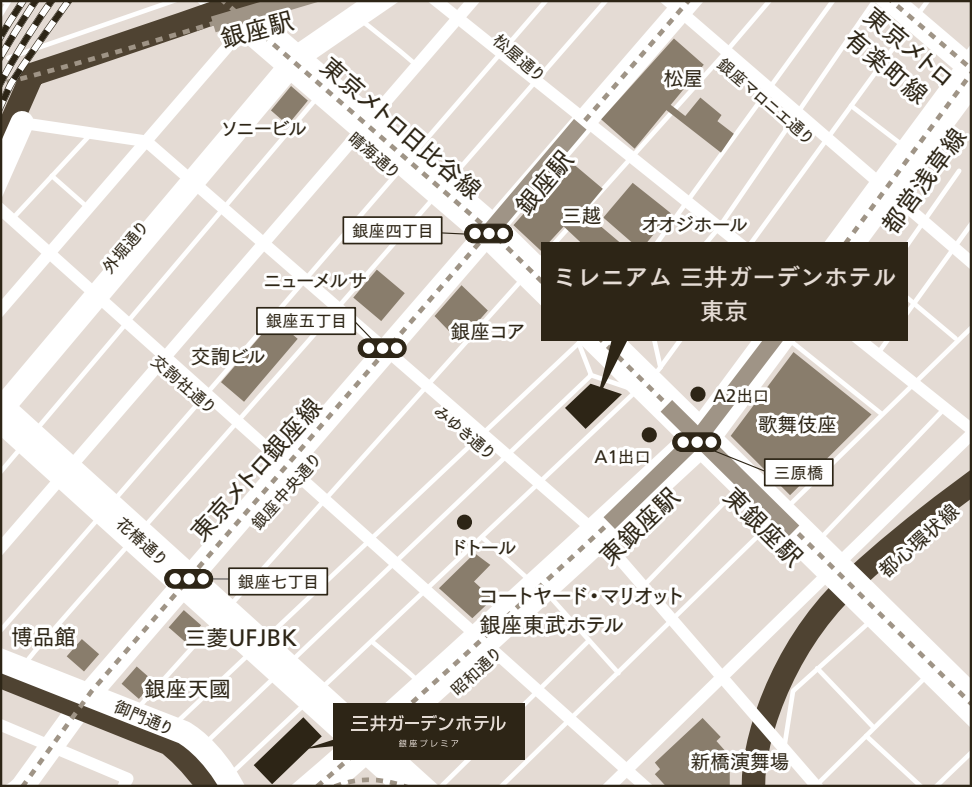 銀座駅
東京メトロ日比谷線
晴海通り
松屋通り
松屋
銀座マロニエ通り
東京メトロ
有楽町線
都営浅草線
ソニービル
銀座駅
三越
オオジホール
銀座四丁目
外堀通り
ニューメルサ
銀座五丁目
銀座コア
ミレニアム 三井ガーデンホテル
東京
交詢ビル
交詢社通り
A2出口
歌舞伎座
A1出口
三原橋
みゆき通り
東京メトロ銀座線
銀座中央通り
東銀座駅
東銀座駅
都心環状線
花椿通り
ドトール
銀座七丁目
コートヤード・マリオット
銀座東武ホテル
博品館
三菱UFJBK
昭和通り
銀座天國
御門通り
三井ガーデンホテル
銀座プレミア
新橋演舞場